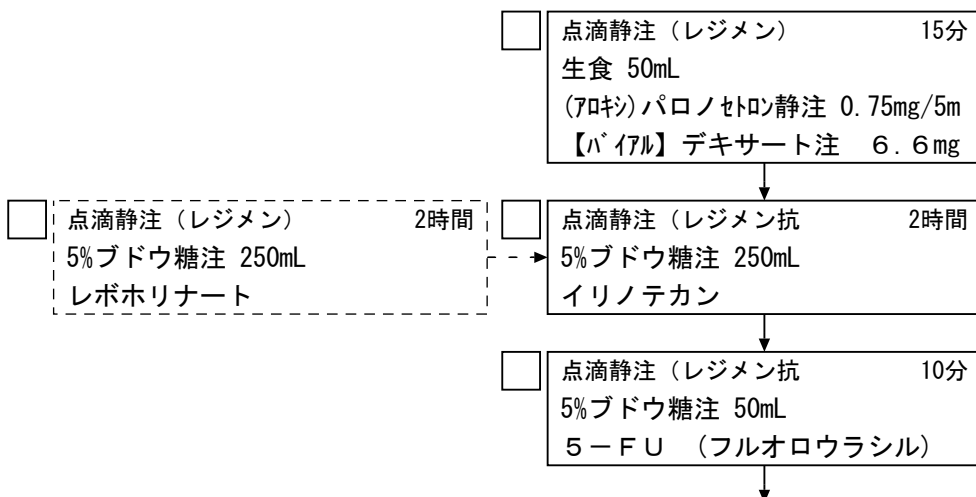 点滴静注（レジメン） 15分
生食 50mL
(ｱﾛｷｼ)パロノｾﾄﾛﾝ静注 0.75mg/5m
【ﾊﾞｲｱﾙ】デキサート注 ６.６mg
点滴静注（レジメン） 2時間
5%ブドウ糖注 250mL
レボホリナート
点滴静注（レジメン抗 2時間
5%ブドウ糖注 250mL
イリノテカン
点滴静注（レジメン抗 10分
5%ブドウ糖注 50mL
５－ＦＵ （フルオロウラシル）